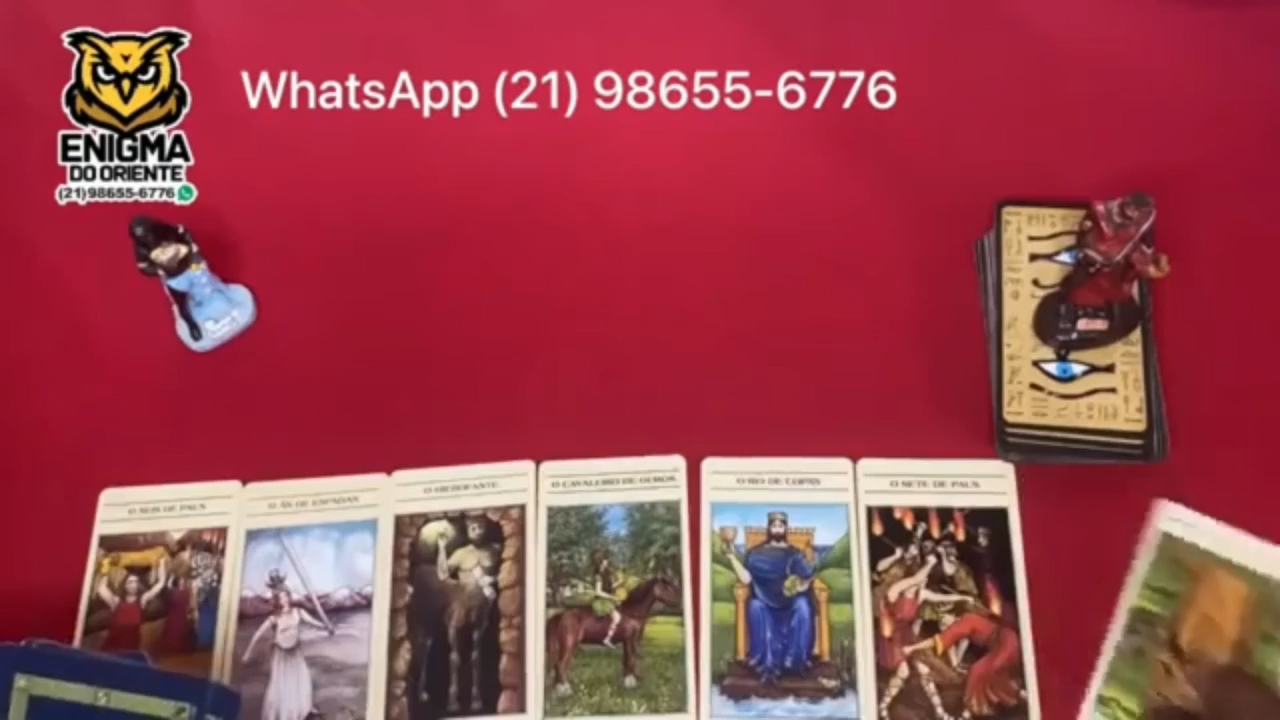 WhatsApp (21) 98655-6776
ENIGMA
DO ORIENTE
(21)98655-6776
O SEIS DE PAUS
O ÁS DE ESPADAS
O HIEROFANTE
O CAVALEIRO DE OUROS
O REI DE COPAS
O SETE DE PAUS